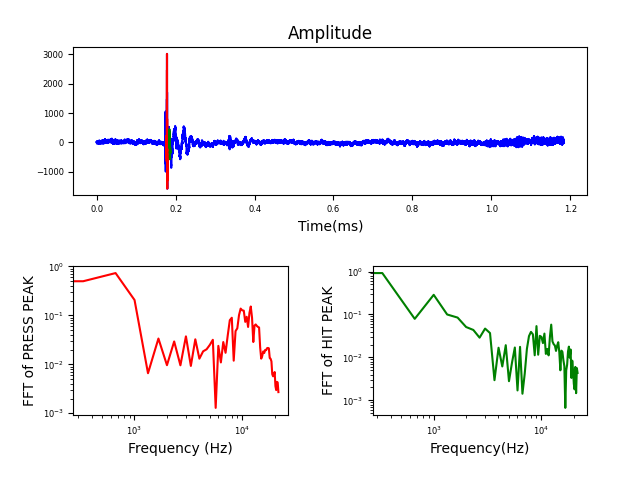 Amplitude
3000
2000
1000
0
−1000
0.0 0.2 0.4 0.6 0.8 1.0 1.2
Time(ms)
FFT of PRESS PEAK
10⁰
10⁻¹
10⁻²
10⁻³
10³ 10⁴
Frequency (Hz)
FFT of HIT PEAK
10⁰
10⁻¹
10⁻²
10⁻³
10³ 10⁴
Frequency(Hz)